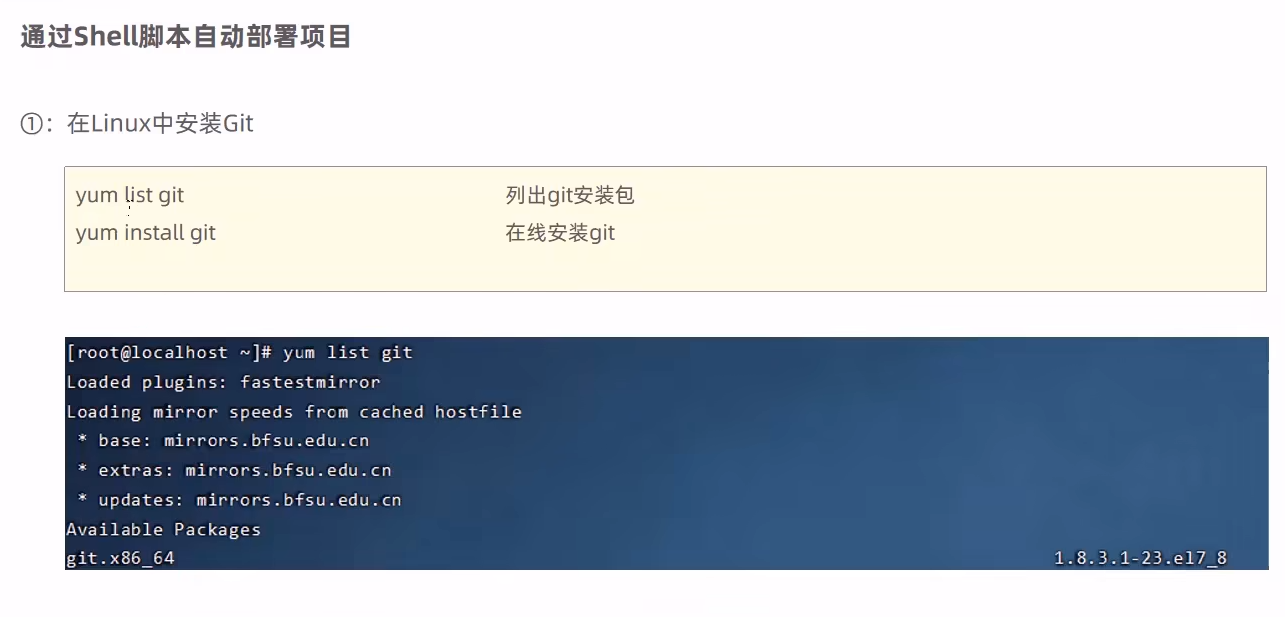 通过Shell脚本自动部署项目
①：在Linux中安装Git
yum list git 列出git安装包
yum install git 在线安装git
[root@localhost ~]# yum list git
Loaded plugins: fastestmirror
Loading mirror speeds from cached hostfile
* base: mirrors.bfsu.edu.cn
* extras: mirrors.bfsu.edu.cn
* updates: mirrors.bfsu.edu.cn
Available Packages
git.x86_64 1.8.3.1-23.el7_8